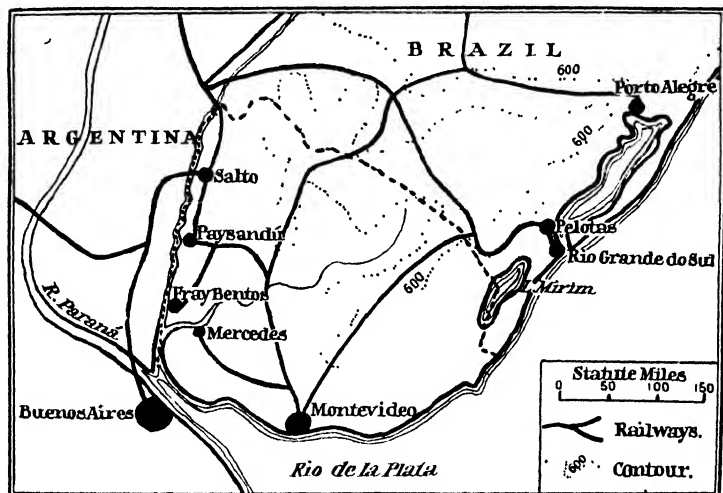 BRAZIL
600
Porto Alegre
ARGENTINA
600
Salto
Paysandú
Pelotas
Rio Grande do Sul
Fray Bentos
600
L. Mirim
R. Paraná
Mercedes
Statute Miles
0 50 100 150
Buenos Aires
Montevideo
Railways.
Rio de la Plata
600
Contour.